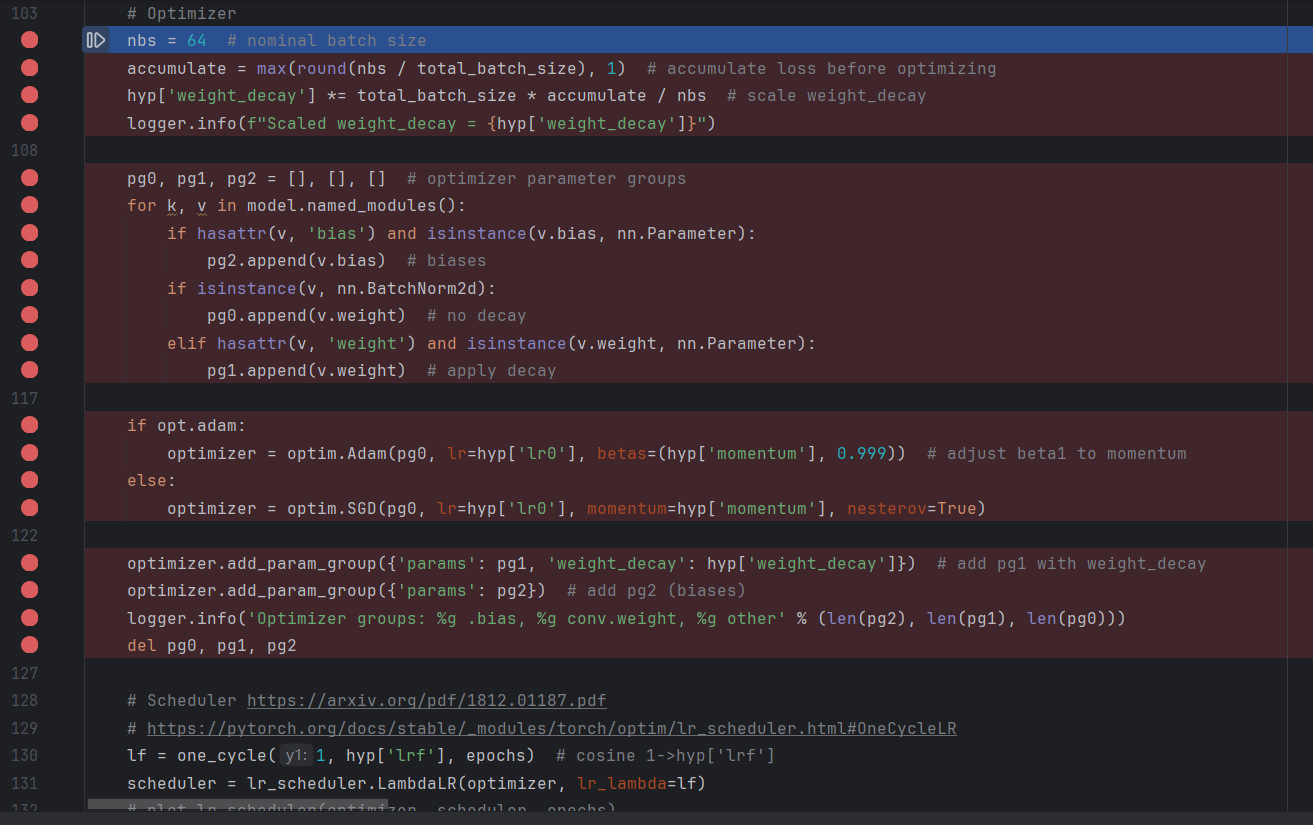 103 # Optimizer
nbs = 64  # nominal batch size
accumulate = max(round(nbs / total_batch_size), 1)  # accumulate loss before optimizing
hyp['weight_decay'] *= total_batch_size * accumulate / nbs  # scale weight_decay
logger.info(f"Scaled weight_decay = {hyp['weight_decay']}")
108
pg0, pg1, pg2 = [], [], []  # optimizer parameter groups
for k, v in model.named_modules():
    if hasattr(v, 'bias') and isinstance(v.bias, nn.Parameter):
        pg2.append(v.bias)  # biases
    if isinstance(v, nn.BatchNorm2d):
        pg0.append(v.weight)  # no decay
    elif hasattr(v, 'weight') and isinstance(v.weight, nn.Parameter):
        pg1.append(v.weight)  # apply decay
117
if opt.adam:
    optimizer = optim.Adam(pg0, lr=hyp['lr0'], betas=(hyp['momentum'], 0.999))  # adjust beta1 to momentum
else:
    optimizer = optim.SGD(pg0, lr=hyp['lr0'], momentum=hyp['momentum'], nesterov=True)
122
optimizer.add_param_group({'params': pg1, 'weight_decay': hyp['weight_decay']})  # add pg1 with weight_decay
optimizer.add_param_group({'params': pg2})  # add pg2 (biases)
logger.info('Optimizer groups: %g .bias, %g conv.weight, %g other' % (len(pg2), len(pg1), len(pg0)))
del pg0, pg1, pg2
127
128 # Scheduler https://arxiv.org/pdf/1812.01187.pdf
129 # https://pytorch.org/docs/stable/_modules/torch/optim/lr_scheduler.html#OneCycleLR
130 lf = one_cycle( y1: 1, hyp['lrf'], epochs)  # cosine 1->hyp['lrf']
131 scheduler = lr_scheduler.LambdaLR(optimizer, lr_lambda=lf)
132 # plot_lr_scheduler(optimizer, scheduler, epochs)